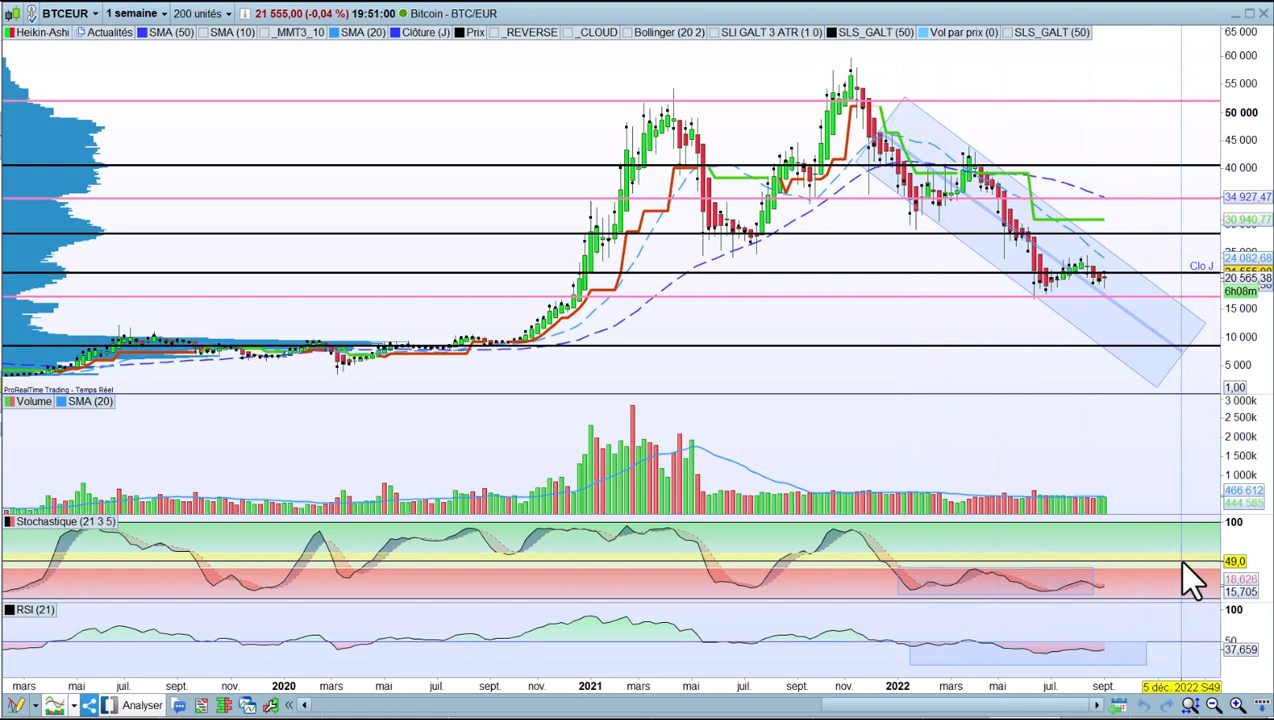 BTCEUR 1 semaine 200 unités 21 555,00 (-0,04 %) 19:51:00 Bitcoin - BTC/EUR
Heikin-Ashi Actualités SMA (50) SMA (10) _MMT3_10 SMA (20) Clôture (J) Prix _REVERSE _CLOUD Bollinger (20 2) SLI GALT 3 ATR (1 0) SLS_GALT (50) Vol par prix (0) SLS_GALT (50)
65 000
60 000
55 000
50 000
45 000
40 000
34 927,47
30 940,77
24 082,68
Clo J
20 565,38
6h08m
15 000
10 000
5 000
1,00
ProRealTime Trading - Temps Réel
Volume SMA (20)
3 000k
2 500k
2 000k
1 500k
1 000k
466 612
444 585
Stochastique (21 3 5)
100
49,0
18,626
15,705
RSI (21)
100
50
37,659
mars mai juil. sept. nov. 2020 mars mai juil. sept. nov. 2021 mars mai juil. sept. nov. 2022 mars mai juil. sept. 5 déc. 2022 S49
Analyser